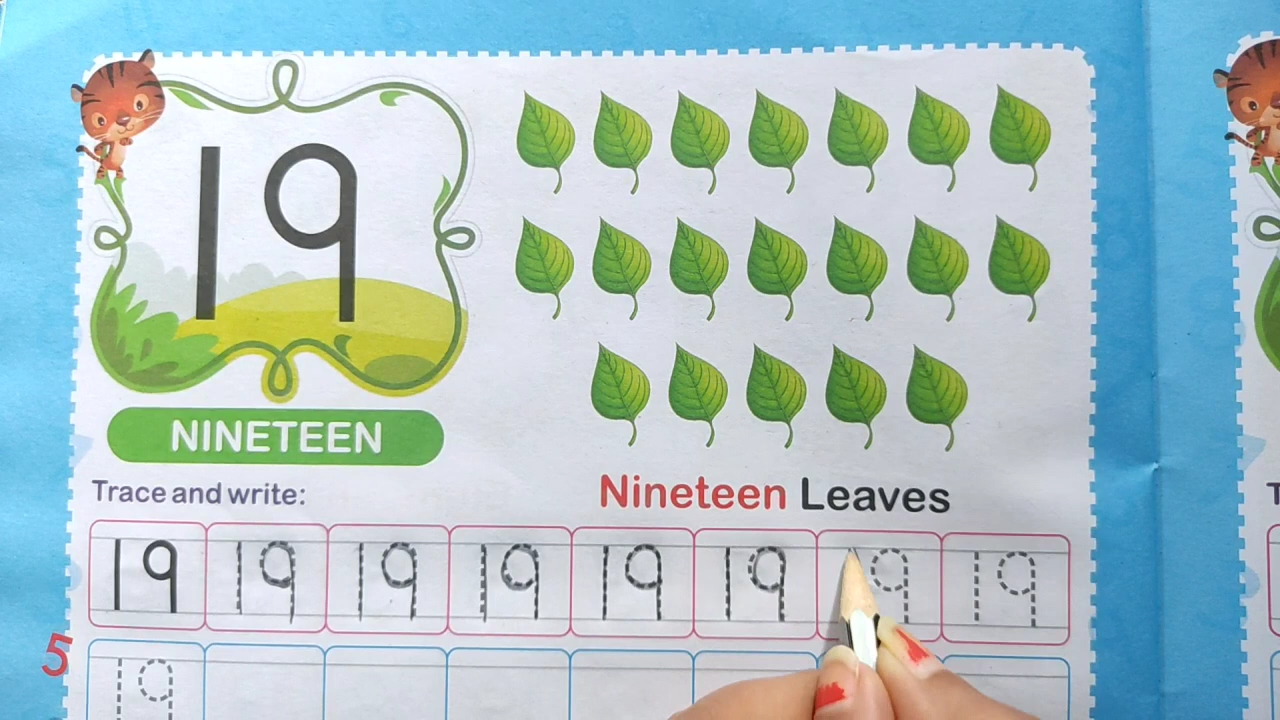 19
NINETEEN
Nineteen Leaves
Trace and write:
19 19 19 19 19 19 19 19
5
19